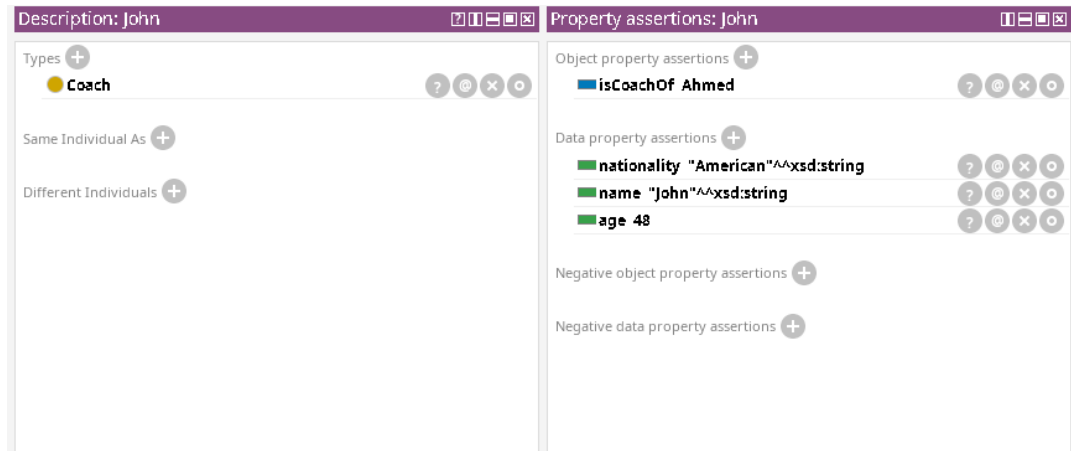 Description: John
Types
Coach
Same Individual As
Different Individuals
Property assertions: John
Object property assertions
isCoachOf Ahmed
Data property assertions
nationality "American"^^xsd:string
name "John"^^xsd:string
age 48
Negative object property assertions
Negative data property assertions